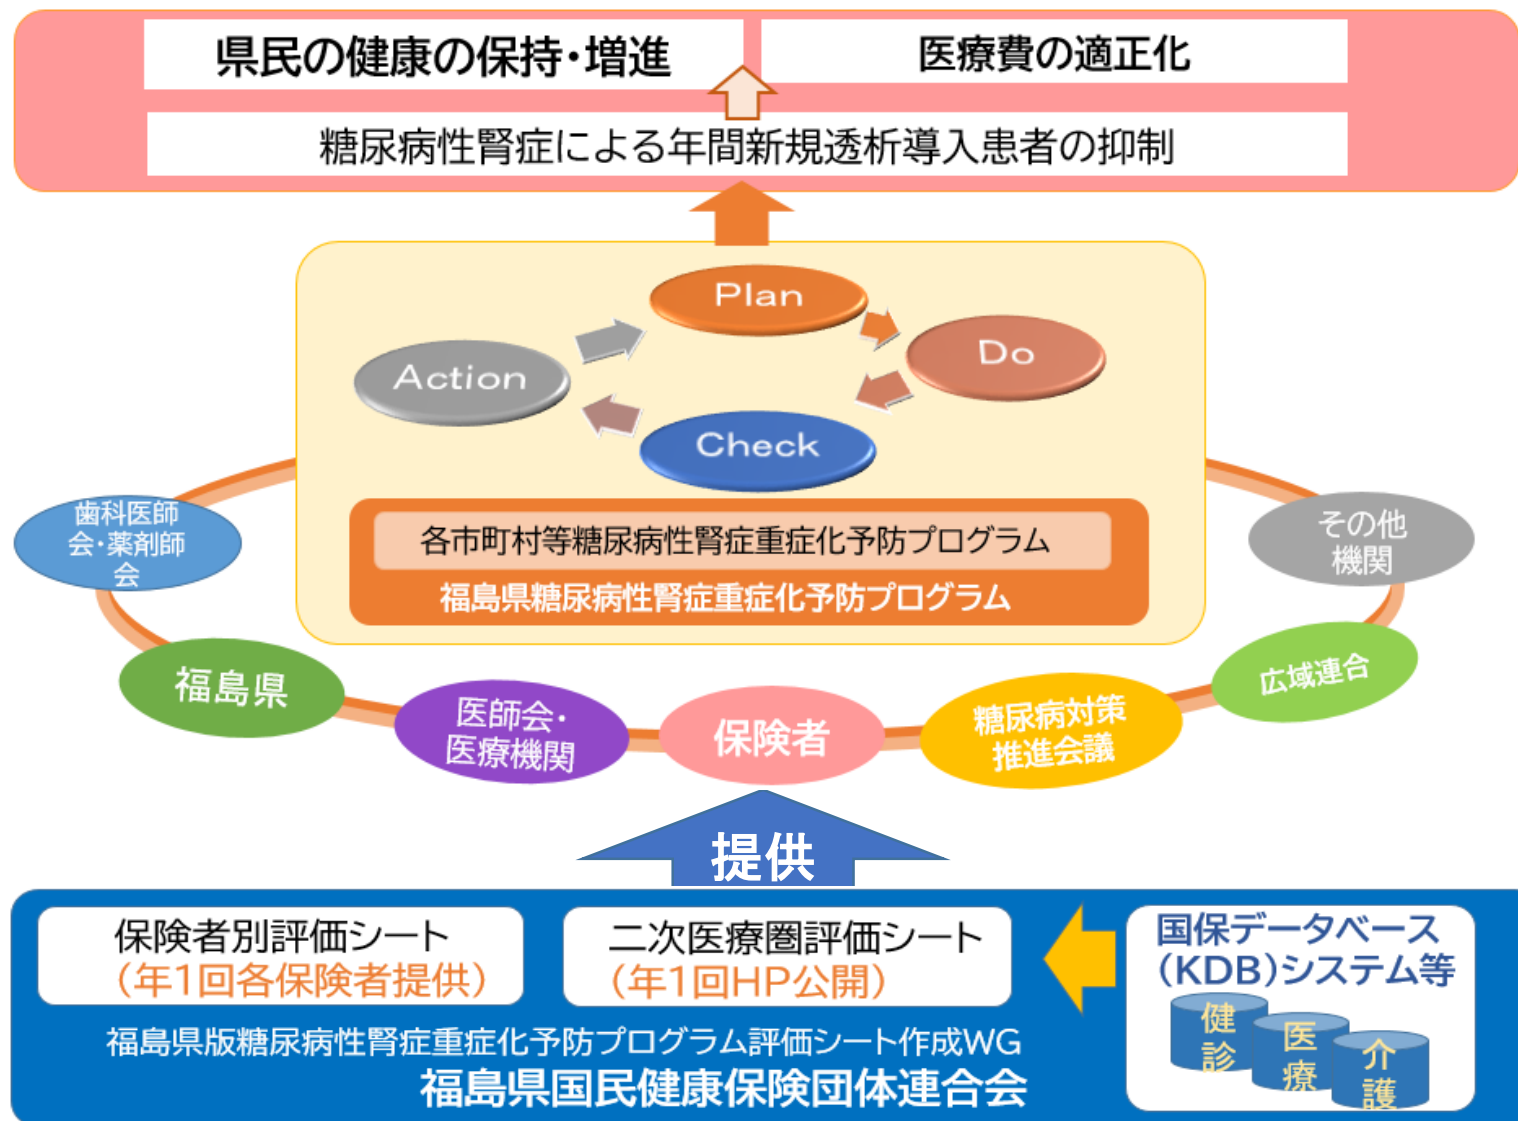 県民の健康の保持・増進
医療費の適正化
糖尿病性腎症による年間新規透析導入患者の抑制
Plan
Do
Action
Check
各市町村等糖尿病性腎症重症化予防プログラム
福島県糖尿病性腎症重症化予防プログラム
歯科医師
会・薬剤師
会
その他
機関
福島県
医師会・
医療機関
保険者
糖尿病対策
推進会議
広域連合
提供
保険者別評価シート
(年1回各保険者提供)
二次医療圏評価シート
(年1回HP公開)
国保データベース
(KDB)システム等
健
診
医
療
介
護
福島県版糖尿病性腎症重症化予防プログラム評価シート作成WG
福島県国民健康保険団体連合会